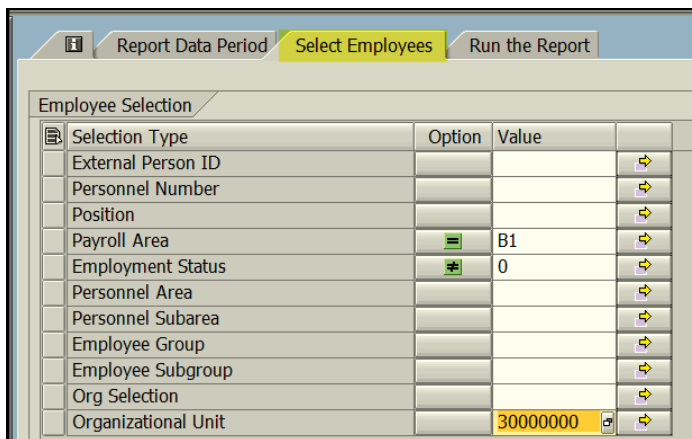 Report Data Period Select Employees Run the Report
Employee Selection
Selection Type Option Value
External Person ID
Personnel Number
Position
Payroll Area = B1
Employment Status ≠ 0
Personnel Area
Personnel Subarea
Employee Group
Employee Subgroup
Org Selection
Organizational Unit 30000000